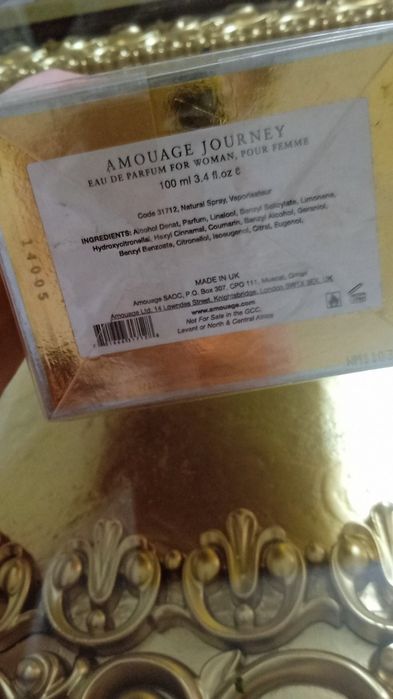 AMOUAGE JOURNEY
EAU DE PARFUM FOR WOMAN, POUR FEMME
100 ml 3.4 fl.oz e
Code 31712, Natural Spray, Vaporisateur
INGREDIENTS: Alcohol Denat, Parfum, Linalool, Benzyl Salicylate, Limonene,
Hydroxycitronellal, Hexyl Cinnamal, Coumarin, Benzyl Alcohol, Geraniol,
Benzyl Benzoate, Citronellol, Isoeugenol, Citral, Eugenol,
MADE IN UK
Amouage SAOC, P.O. Box 307, CPO 111, Muscat, Oman
Amouage Ltd, 14 Lowndes Street, Knightsbridge, London SW1X 9EX, UK
www.amouage.com
Not For Sale in the GCC,
Levant or North & Central Africa
14005